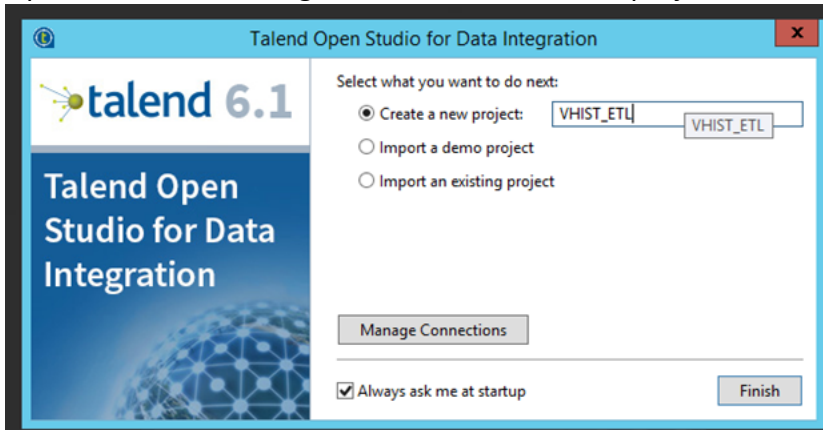 Talend Open Studio for Data Integration
x
talend 6.1
Talend Open
Studio for Data
Integration
Select what you want to do next:
Create a new project:
VHIST_ETL
VHIST_ETL
Import a demo project
Import an existing project
Manage Connections
Always ask me at startup
Finish